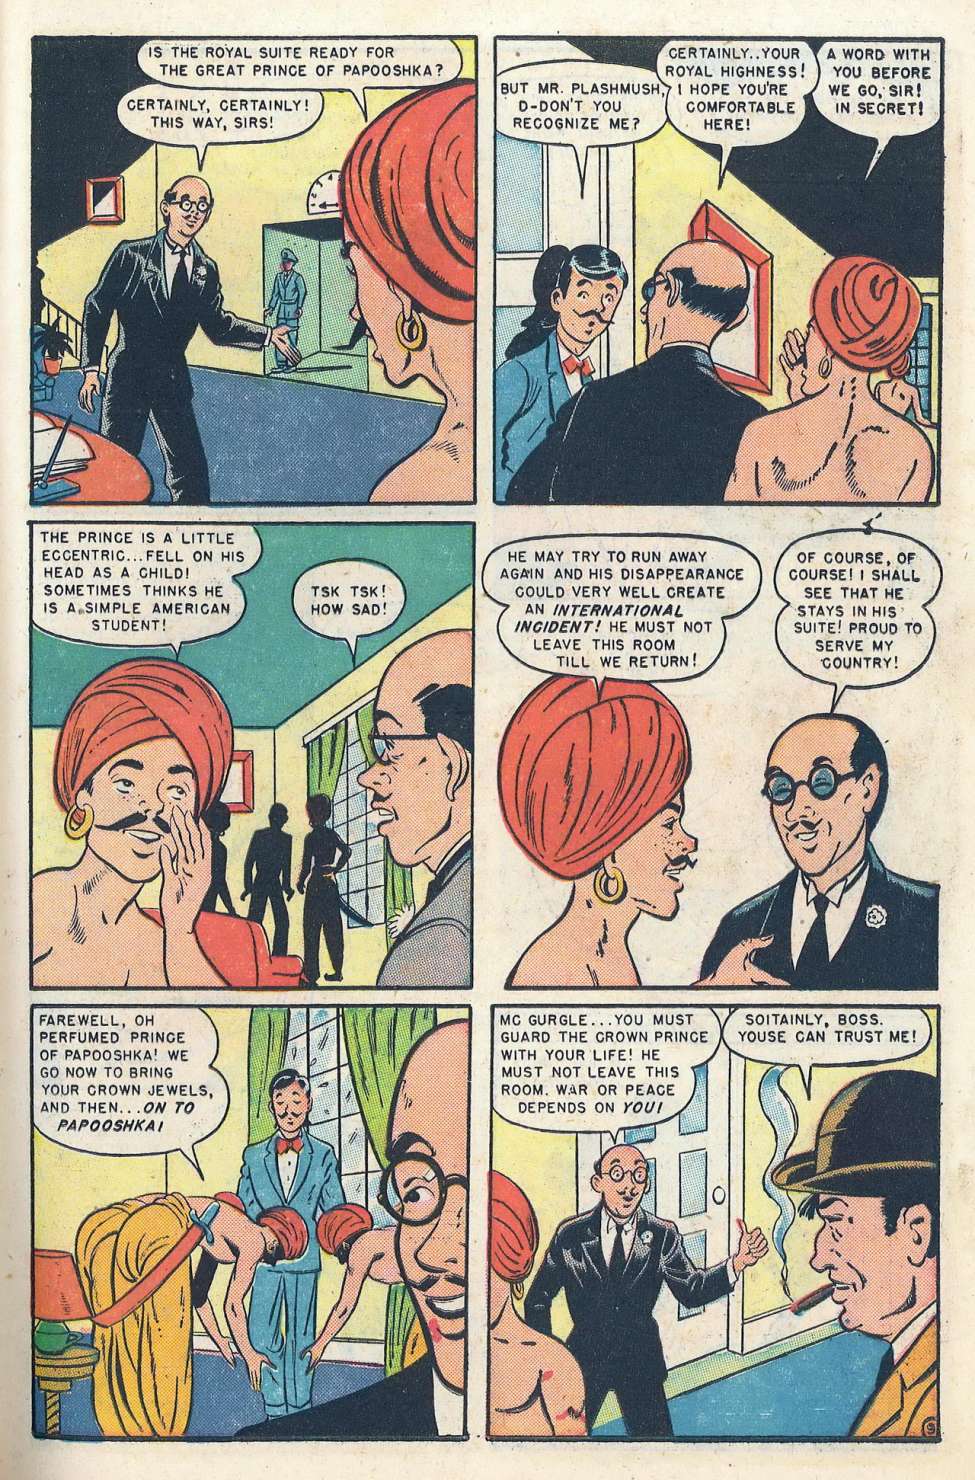 IS THE ROYAL SUITE READY FOR
THE GREAT PRINCE OF PAPOOSHKA?
CERTAINLY, CERTAINLY!
THIS WAY, SIRS!
BUT MR. PLASHMUSH,
D-DON'T YOU
RECOGNIZE ME?
CERTAINLY..YOUR
ROYAL HIGHNESS!
I HOPE YOU'RE
COMFORTABLE
HERE!
A WORD WITH
YOU BEFORE
WE GO, SIR!
IN SECRET!
THE PRINCE IS A LITTLE
ECCENTRIC...FELL ON HIS
HEAD AS A CHILD!
SOMETIMES THINKS HE
IS A SIMPLE AMERICAN
STUDENT!
TSK TSK!
HOW SAD!
HE MAY TRY TO RUN AWAY
AGAIN AND HIS DISAPPEARANCE
COULD VERY WELL CREATE
AN INTERNATIONAL
INCIDENT! HE MUST NOT
LEAVE THIS ROOM
TILL WE RETURN!
OF COURSE, OF
COURSE! I SHALL
SEE THAT HE
STAYS IN HIS
SUITE! PROUD TO
SERVE MY
COUNTRY!
FAREWELL, OH
PERFUMED PRINCE
OF PAPOOSHKA! WE
GO NOW TO BRING
YOUR CROWN JEWELS,
AND THEN...ON TO
PAPOOSHKA!
MC GURGLE...YOU MUST
GUARD THE CROWN PRINCE
WITH YOUR LIFE! HE
MUST NOT LEAVE THIS
ROOM. WAR OR PEACE
DEPENDS ON YOU!
SOITAINLY, BOSS.
YOUSE CAN TRUST ME!
9